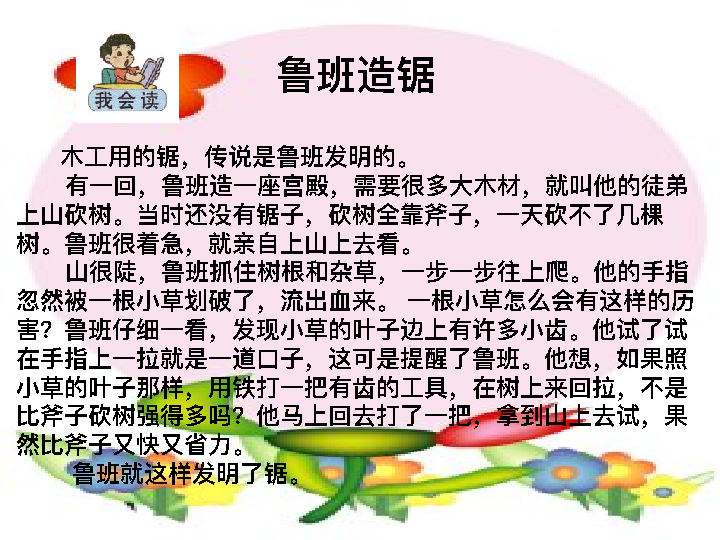 我会读
鲁班造锯
木工用的锯，传说是鲁班发明的。
有一回，鲁班造一座宫殿，需要很多大木材，就叫他的徒弟
上山砍树。当时还没有锯子，砍树全靠斧子，一天砍不了几棵
树。鲁班很着急，就亲自上山上去看。
山很陡，鲁班抓住树根和杂草，一步一步往上爬。他的手指
忽然被一根小草划破了，流出血来。 一根小草怎么会有这样的历
害？鲁班仔细一看，发现小草的叶子边上有许多小齿。他试了试
在手指上一拉就是一道口子，这可是提醒了鲁班。他想，如果照
小草的叶子那样，用铁打一把有齿的工具，在树上来回拉，不是
比斧子砍树强得多吗？他马上回去打了一把，拿到山上去试，果
然比斧子又快又省力。
鲁班就这样发明了锯。